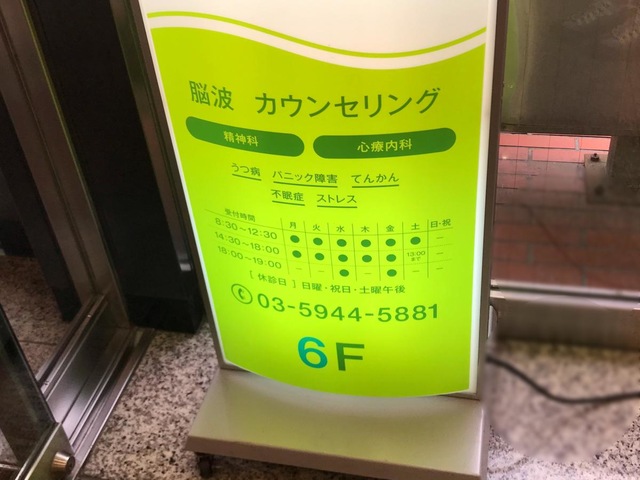 脳波 カウンセリング
精神科 心療内科
うつ病 パニック障害 てんかん
不眠症 ストレス
受付時間 月 火 水 木 金 土 日・祝
8:30～12:30 ● ● ● ● ● ● －
14:30～18:00 ● ● ● ● ● 13:00まで －
18:00～19:00 － － ● － ● － －
[ 休診日 ] 日曜・祝日・土曜午後
03-5944-5881
6F